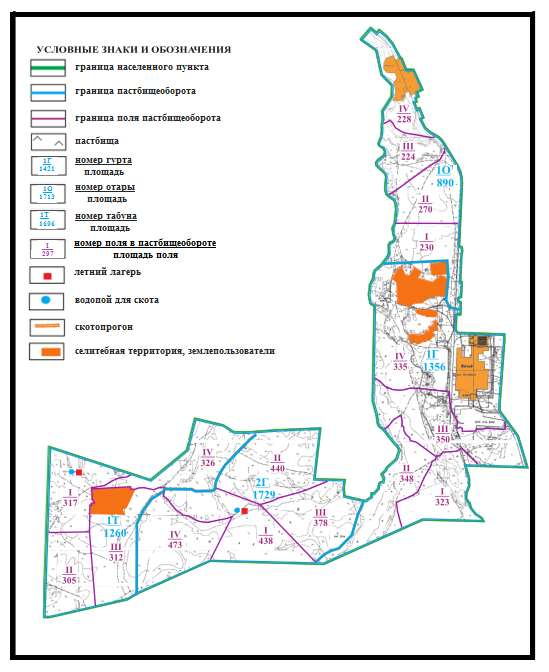 УСЛОВНЫЕ ЗНАКИ И ОБОЗНАЧЕНИЯ
граница населенного пункта
граница пастбищеоборота
граница поля пастбищеоборота
пастбища
1Г
1421
номер гурта
площадь
1О
1713
номер отары
площадь
1Т
1696
номер табуна
площадь
I
297
номер поля в пастбищеобороте
площадь поля
летний лагерь
водопой для скота
скотопрогон
селитебная территория, землепользователи
IV
228
III
224
1О
890
II
270
I
230
IV
335
1Г
1356
III
350
II
348
I
323
IV
326
II
440
2Г
1729
III
378
I
438
IV
473
I
317
1Т
1260
III
312
II
305